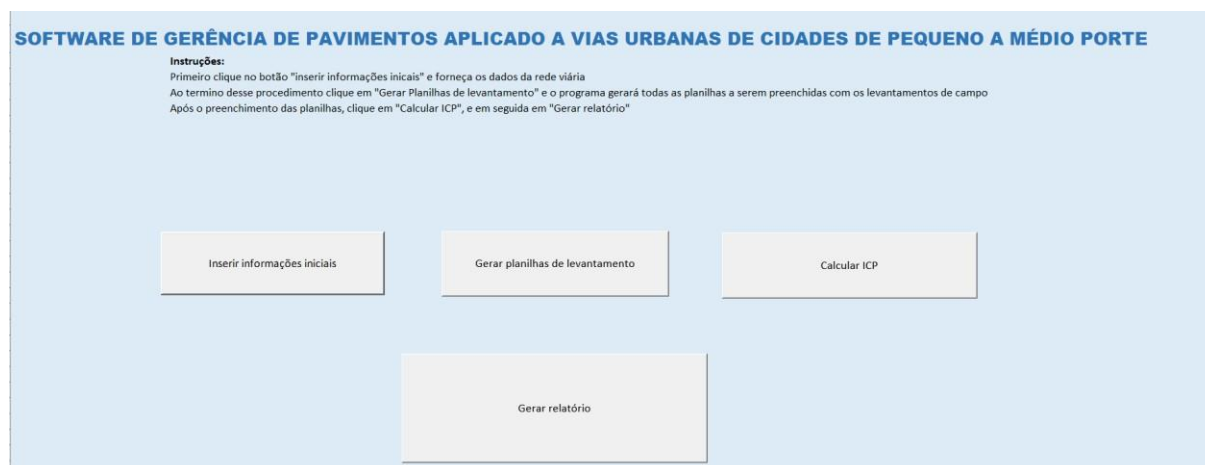 SOFTWARE DE GERÊNCIA DE PAVIMENTOS APLICADO A VIAS URBANAS DE CIDADES DE PEQUENO A MÉDIO PORTE
Instruções:
Primeiro clique no botão "inserir informações inicais" e forneça os dados da rede viária
Ao termino desse procedimento clique em "Gerar Planilhas de levantamento" e o programa gerará todas as planilhas a serem preenchidas com os levantamentos de campo
Após o preenchimento das planilhas, clique em "Calcular ICP", e em seguida em "Gerar relatório"
Inserir informações iniciais
Gerar planilhas de levantamento
Calcular ICP
Gerar relatório